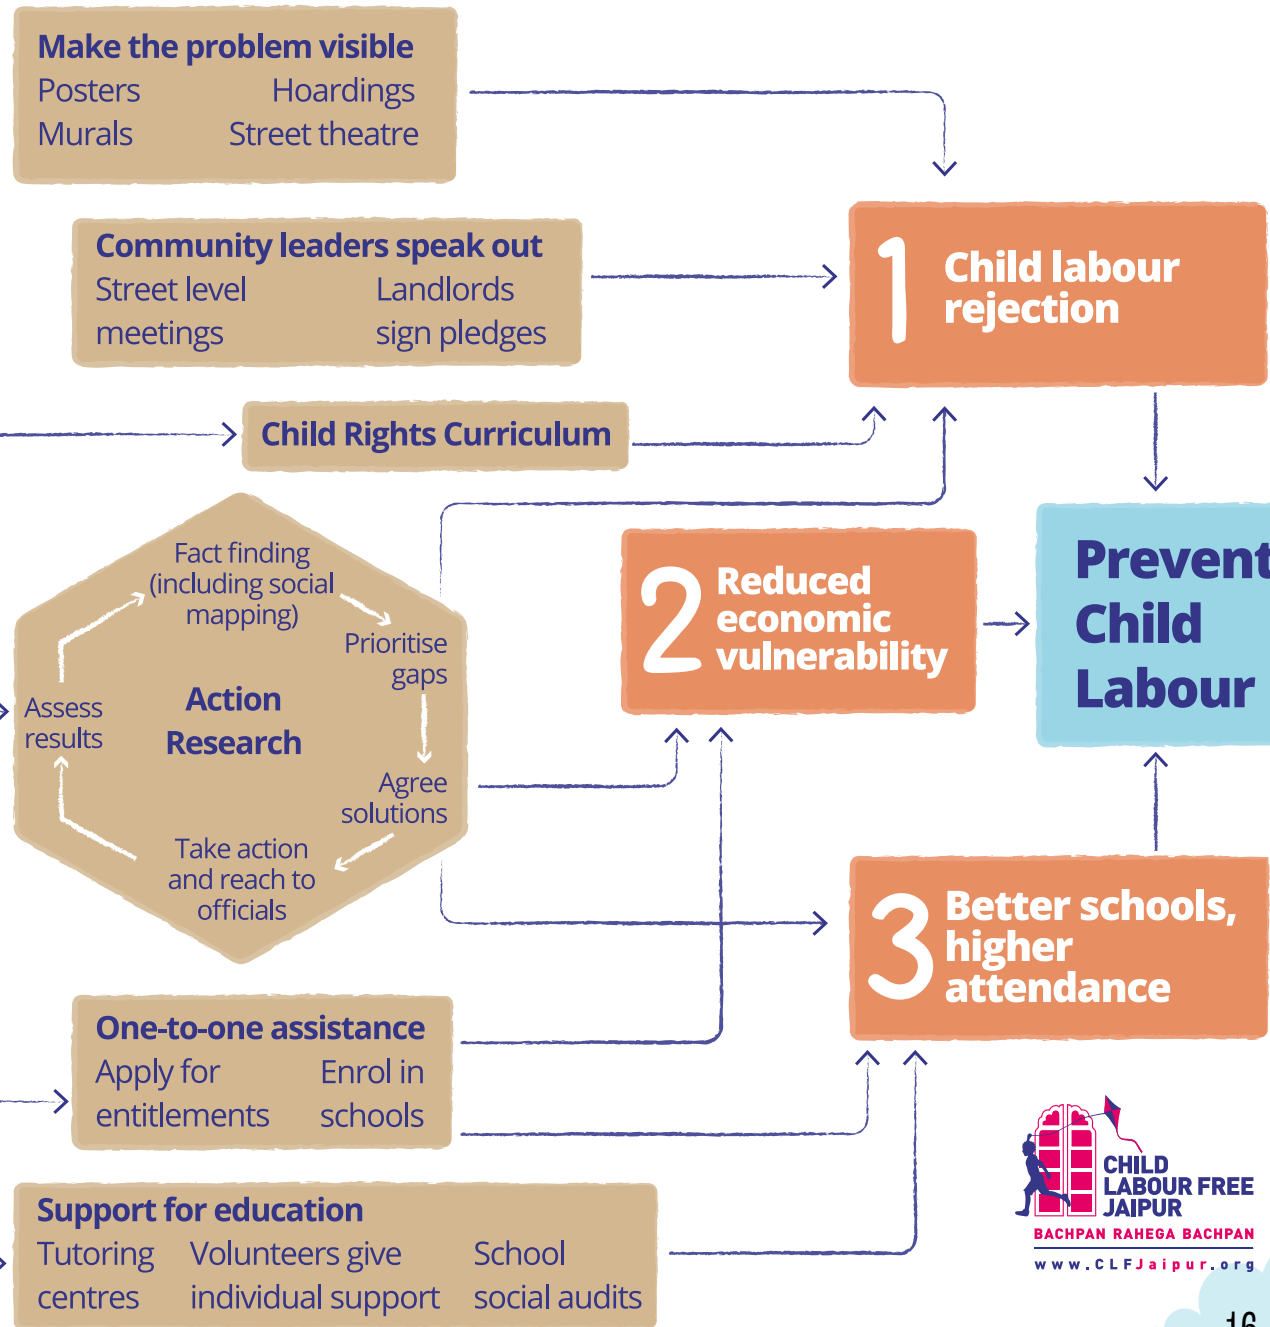 Make the problem visible
Posters Hoardings
Murals Street theatre
Community leaders speak out
Street level Landlords
meetings sign pledges
1 Child labour
rejection
Child Rights Curriculum
Fact finding
(including social
mapping)
Prioritise
gaps
Agree
solutions
Take action
and reach to
officials
Assess
results
Action
Research
2 Reduced
economic
vulnerability
Prevent
Child
Labour
3 Better schools,
higher
attendance
One-to-one assistance
Apply for Enrol in
entitlements schools
Support for education
Tutoring Volunteers give School
centres individual support social audits
CHILD
LABOUR FREE
JAIPUR
BACHPAN RAHEGA BACHPAN
www.CLFJaipur.org
16